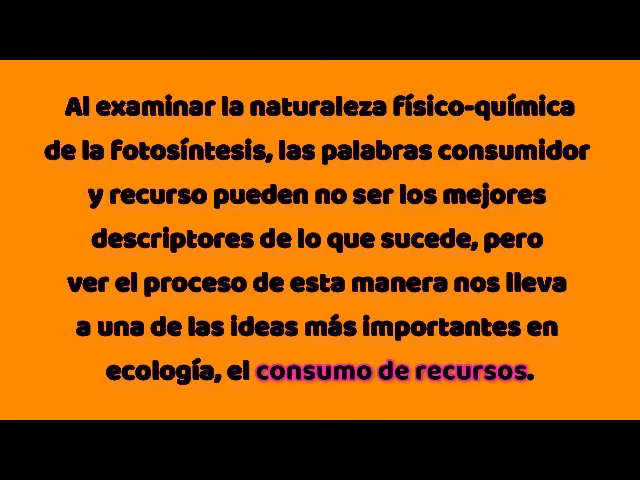 Al examinar la naturaleza físico-química
de la fotosíntesis, las palabras consumidor
y recurso pueden no ser los mejores
descriptores de lo que sucede, pero
ver el proceso de esta manera nos lleva
a una de las ideas más importantes en
ecología, el consumo de recursos.